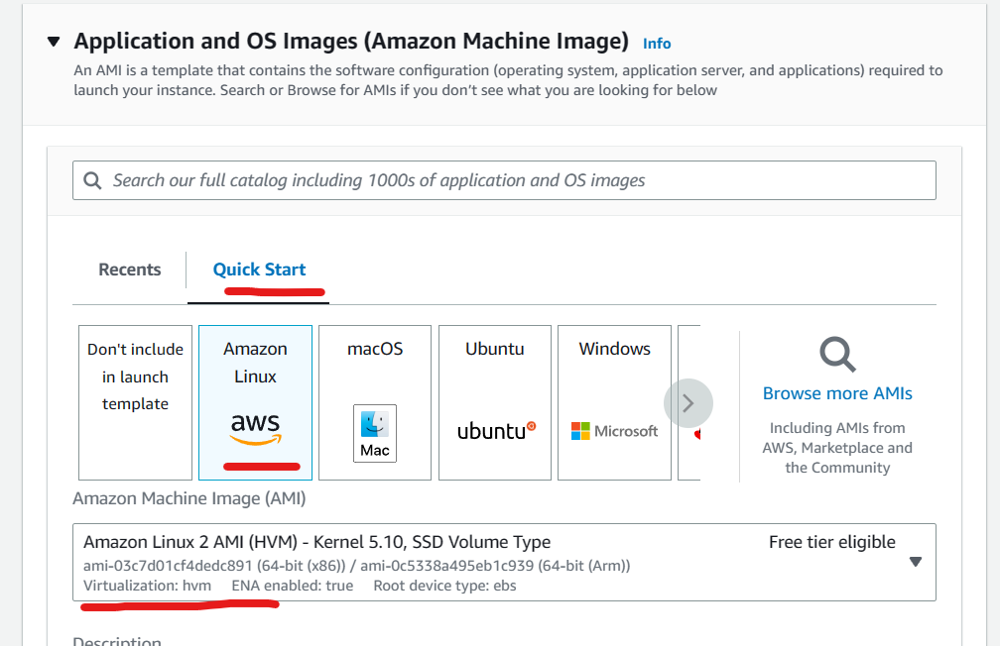 Application and OS Images (Amazon Machine Image) Info
An AMI is a template that contains the software configuration (operating system, application server, and applications) required to
launch your instance. Search or Browse for AMIs if you don’t see what you are looking for below
Search our full catalog including 1000s of application and OS images
Recents
Quick Start
Don't include
in launch
template
Amazon
Linux
aws
macOS
Mac
Ubuntu
ubuntu
Windows
Microsoft
Browse more AMIs
Including AMIs from
AWS, Marketplace and
the Community
Amazon Machine Image (AMI)
Amazon Linux 2 AMI (HVM) - Kernel 5.10, SSD Volume Type
Free tier eligible
ami-03c7d01cf4dedc891 (64-bit (x86)) / ami-0c5338a495eb1c939 (64-bit (Arm))
Virtualization: hvm ENA enabled: true Root device type: ebs
Description